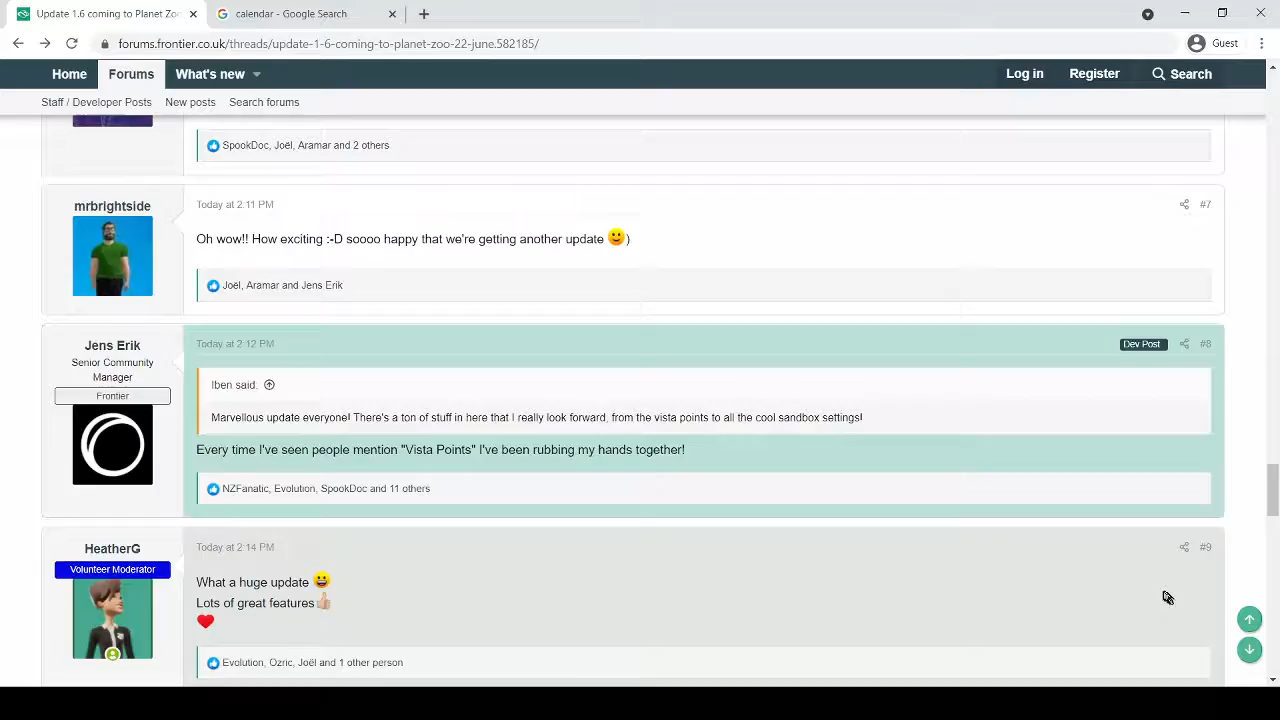 Update 1.6 coming to Planet Zo
calendar - Google Search
forums.frontier.co.uk/threads/update-1-6-coming-to-planet-zoo-22-june.582185/
Guest
Home
Forums
What's new
Log in
Register
Search
Staff / Developer Posts
New posts
Search forums
SpookDoc, Joël, Aramar and 2 others
mrbrightside
Today at 2:11 PM
#7
Oh wow!! How exciting :-D soooo happy that we're getting another update 🙂)
Joël, Aramar and Jens Erik
Jens Erik
Senior Community
Manager
Frontier
Today at 2:12 PM
Dev Post
#8
Iben said:
Marvellous update everyone! There's a ton of stuff in here that I really look forward, from the vista points to all the cool sandbox settings!
Every time I've seen people mention "Vista Points" I've been rubbing my hands together!
NZFanatic, Evolution, SpookDoc and 11 others
HeatherG
Volunteer Moderator
Today at 2:14 PM
#9
What a huge update 😀
Lots of great features👍🏼
❤️
Evolution, Ozric, Joël and 1 other person